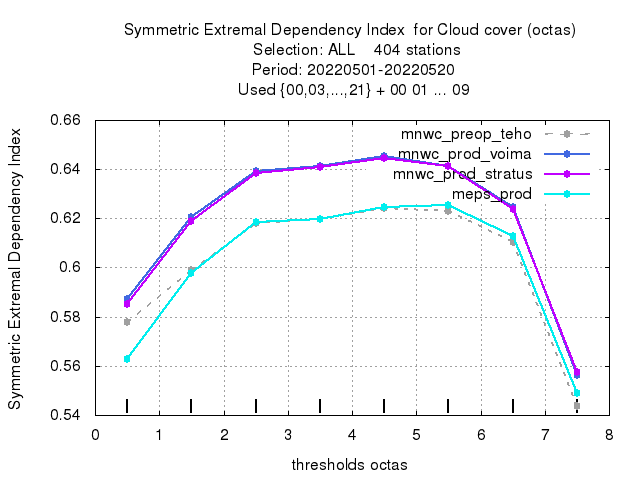 Symmetric Extremal Dependency Index  for Cloud cover (octas)
Selection: ALL    404 stations
Period: 20220501-20220520
Used {00,03,...,21} + 00 01 ... 09
Symmetric Extremal Dependency Index
0.66
0.64
0.62
0.6
0.58
0.56
0.54
mnwc_preop_teho
mnwc_prod_voima
mnwc_prod_stratus
meps_prod
0 1 2 3 4 5 6 7 8
thresholds octas